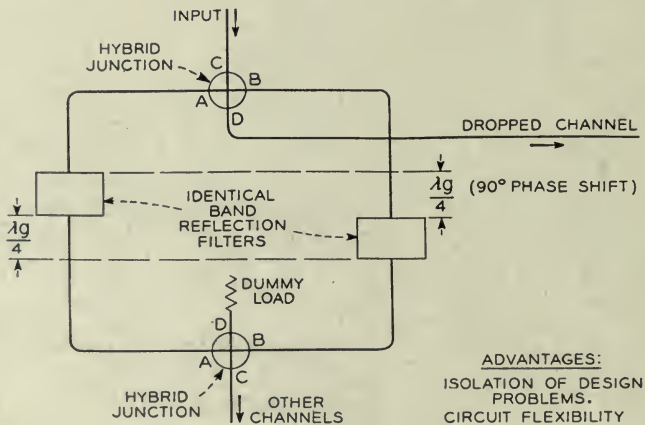 INPUT
HYBRID
JUNCTION
C
B
A
D
DROPPED CHANNEL
λg
4
(90° PHASE SHIFT)
IDENTICAL
BAND
REFLECTION
FILTERS
λg
4
DUMMY
LOAD
D
B
A
C
HYBRID
JUNCTION
OTHER
CHANNELS
ADVANTAGES:
ISOLATION OF DESIGN
PROBLEMS.
CIRCUIT FLEXIBILITY